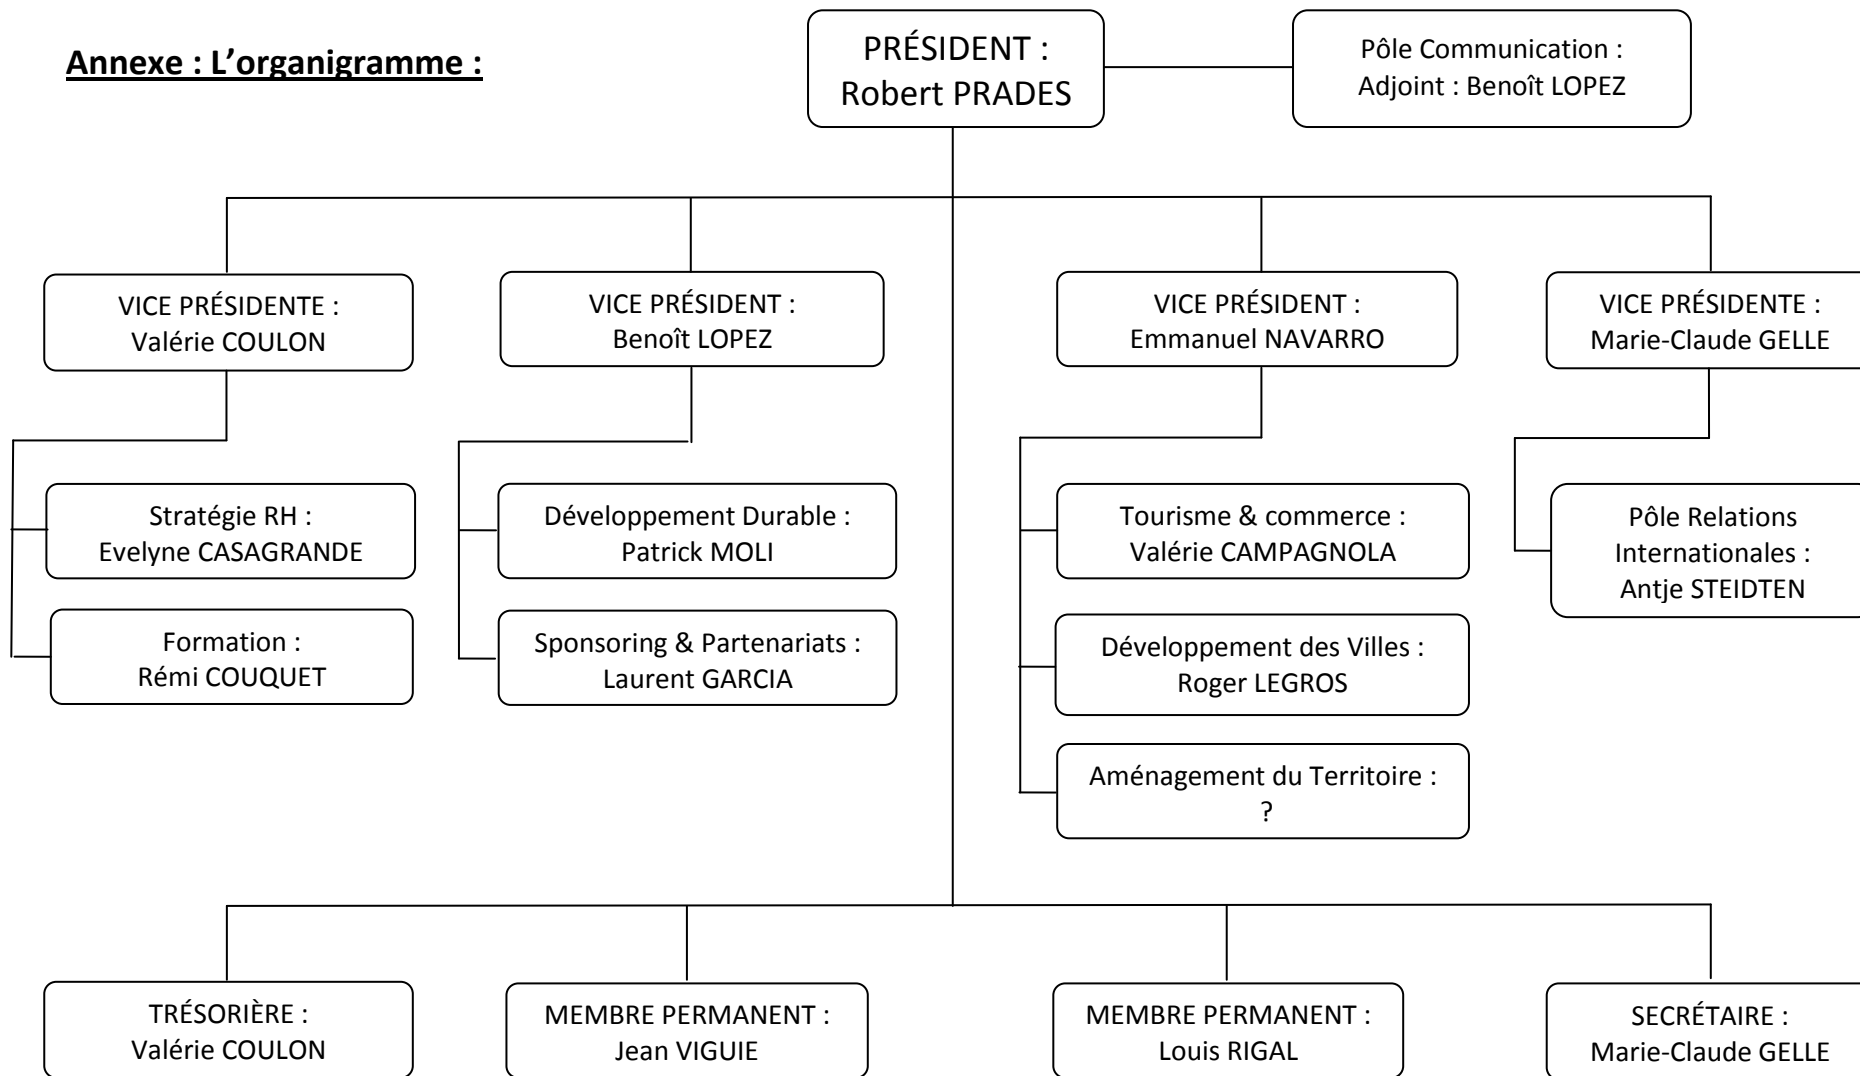 Annexe : L'organigramme :
PRÉSIDENT :
Robert PRADES
Pôle Communication :
Adjoint : Benoît LOPEZ
VICE PRÉSIDENTE :
Valérie COULON
VICE PRÉSIDENT :
Benoît LOPEZ
VICE PRÉSIDENT :
Emmanuel NAVARRO
VICE PRÉSIDENTE :
Marie-Claude GELLE
Stratégie RH :
Evelyne CASAGRANDE
Formation :
Rémi COUQUET
Développement Durable :
Patrick MOLI
Sponsoring & Partenariats :
Laurent GARCIA
Tourisme & commerce :
Valérie CAMPAGNOLA
Développement des Villes :
Roger LEGROS
Aménagement du Territoire :
?
Pôle Relations
Internationales :
Antje STEIDTEN
TRÉSORIÈRE :
Valérie COULON
MEMBRE PERMANENT :
Jean VIGUIE
MEMBRE PERMANENT :
Louis RIGAL
SECRÉTAIRE :
Marie-Claude GELLE